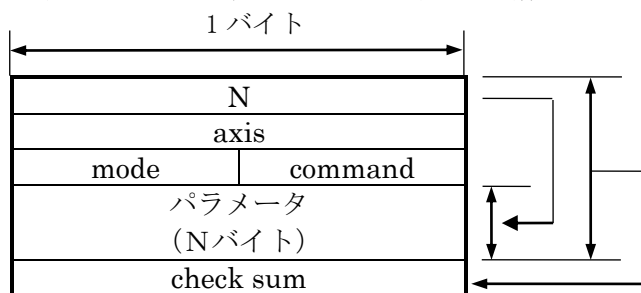 1 バイト
N
axis
mode command
パラメータ
(Nバイト)
check sum